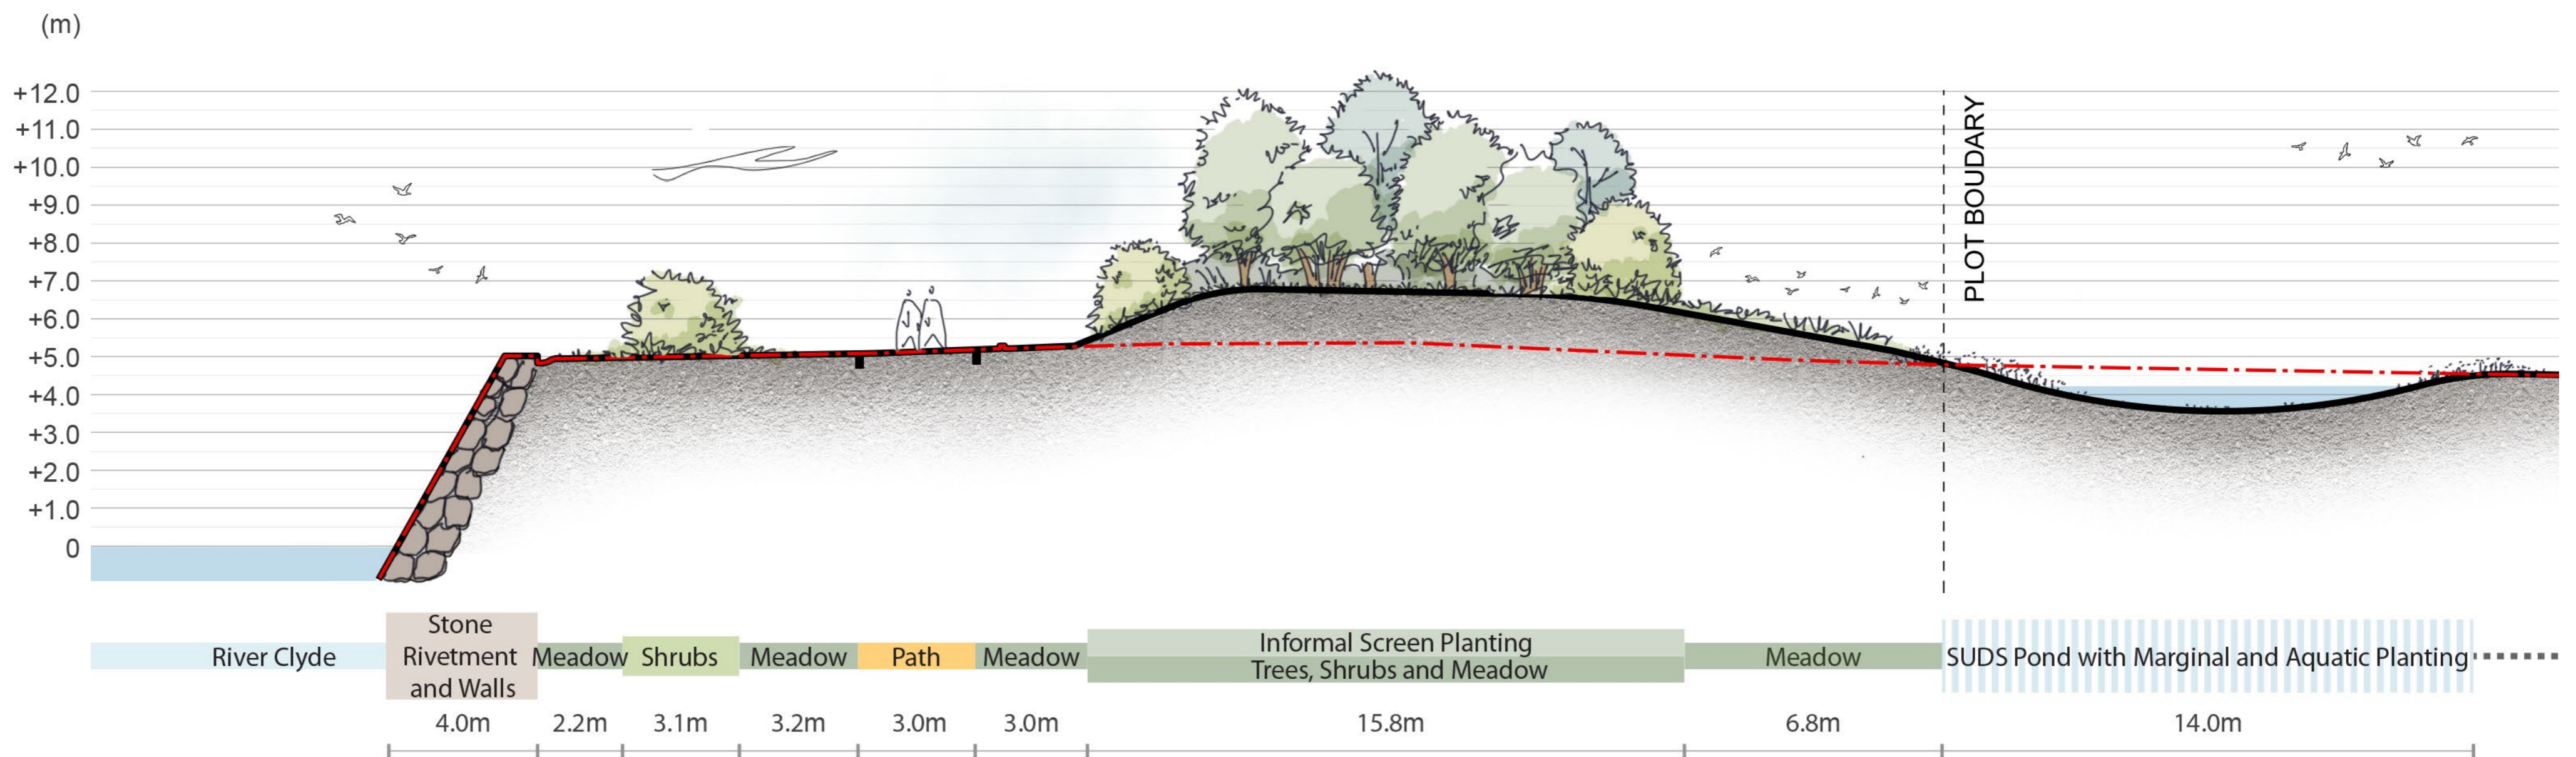 (m)
+12.0
+11.0
+10.0
+9.0
+8.0
+7.0
+6.0
+5.0
+4.0
+3.0
+2.0
+1.0
0
PLOT BOUDARY
River Clyde
Stone
Rivetment
and Walls
Meadow
Shrubs
Meadow
Path
Meadow
Informal Screen Planting
Trees, Shrubs and Meadow
Meadow
SUDS Pond with Marginal and Aquatic Planting
4.0m
2.2m
3.1m
3.2m
3.0m
3.0m
15.8m
6.8m
14.0m